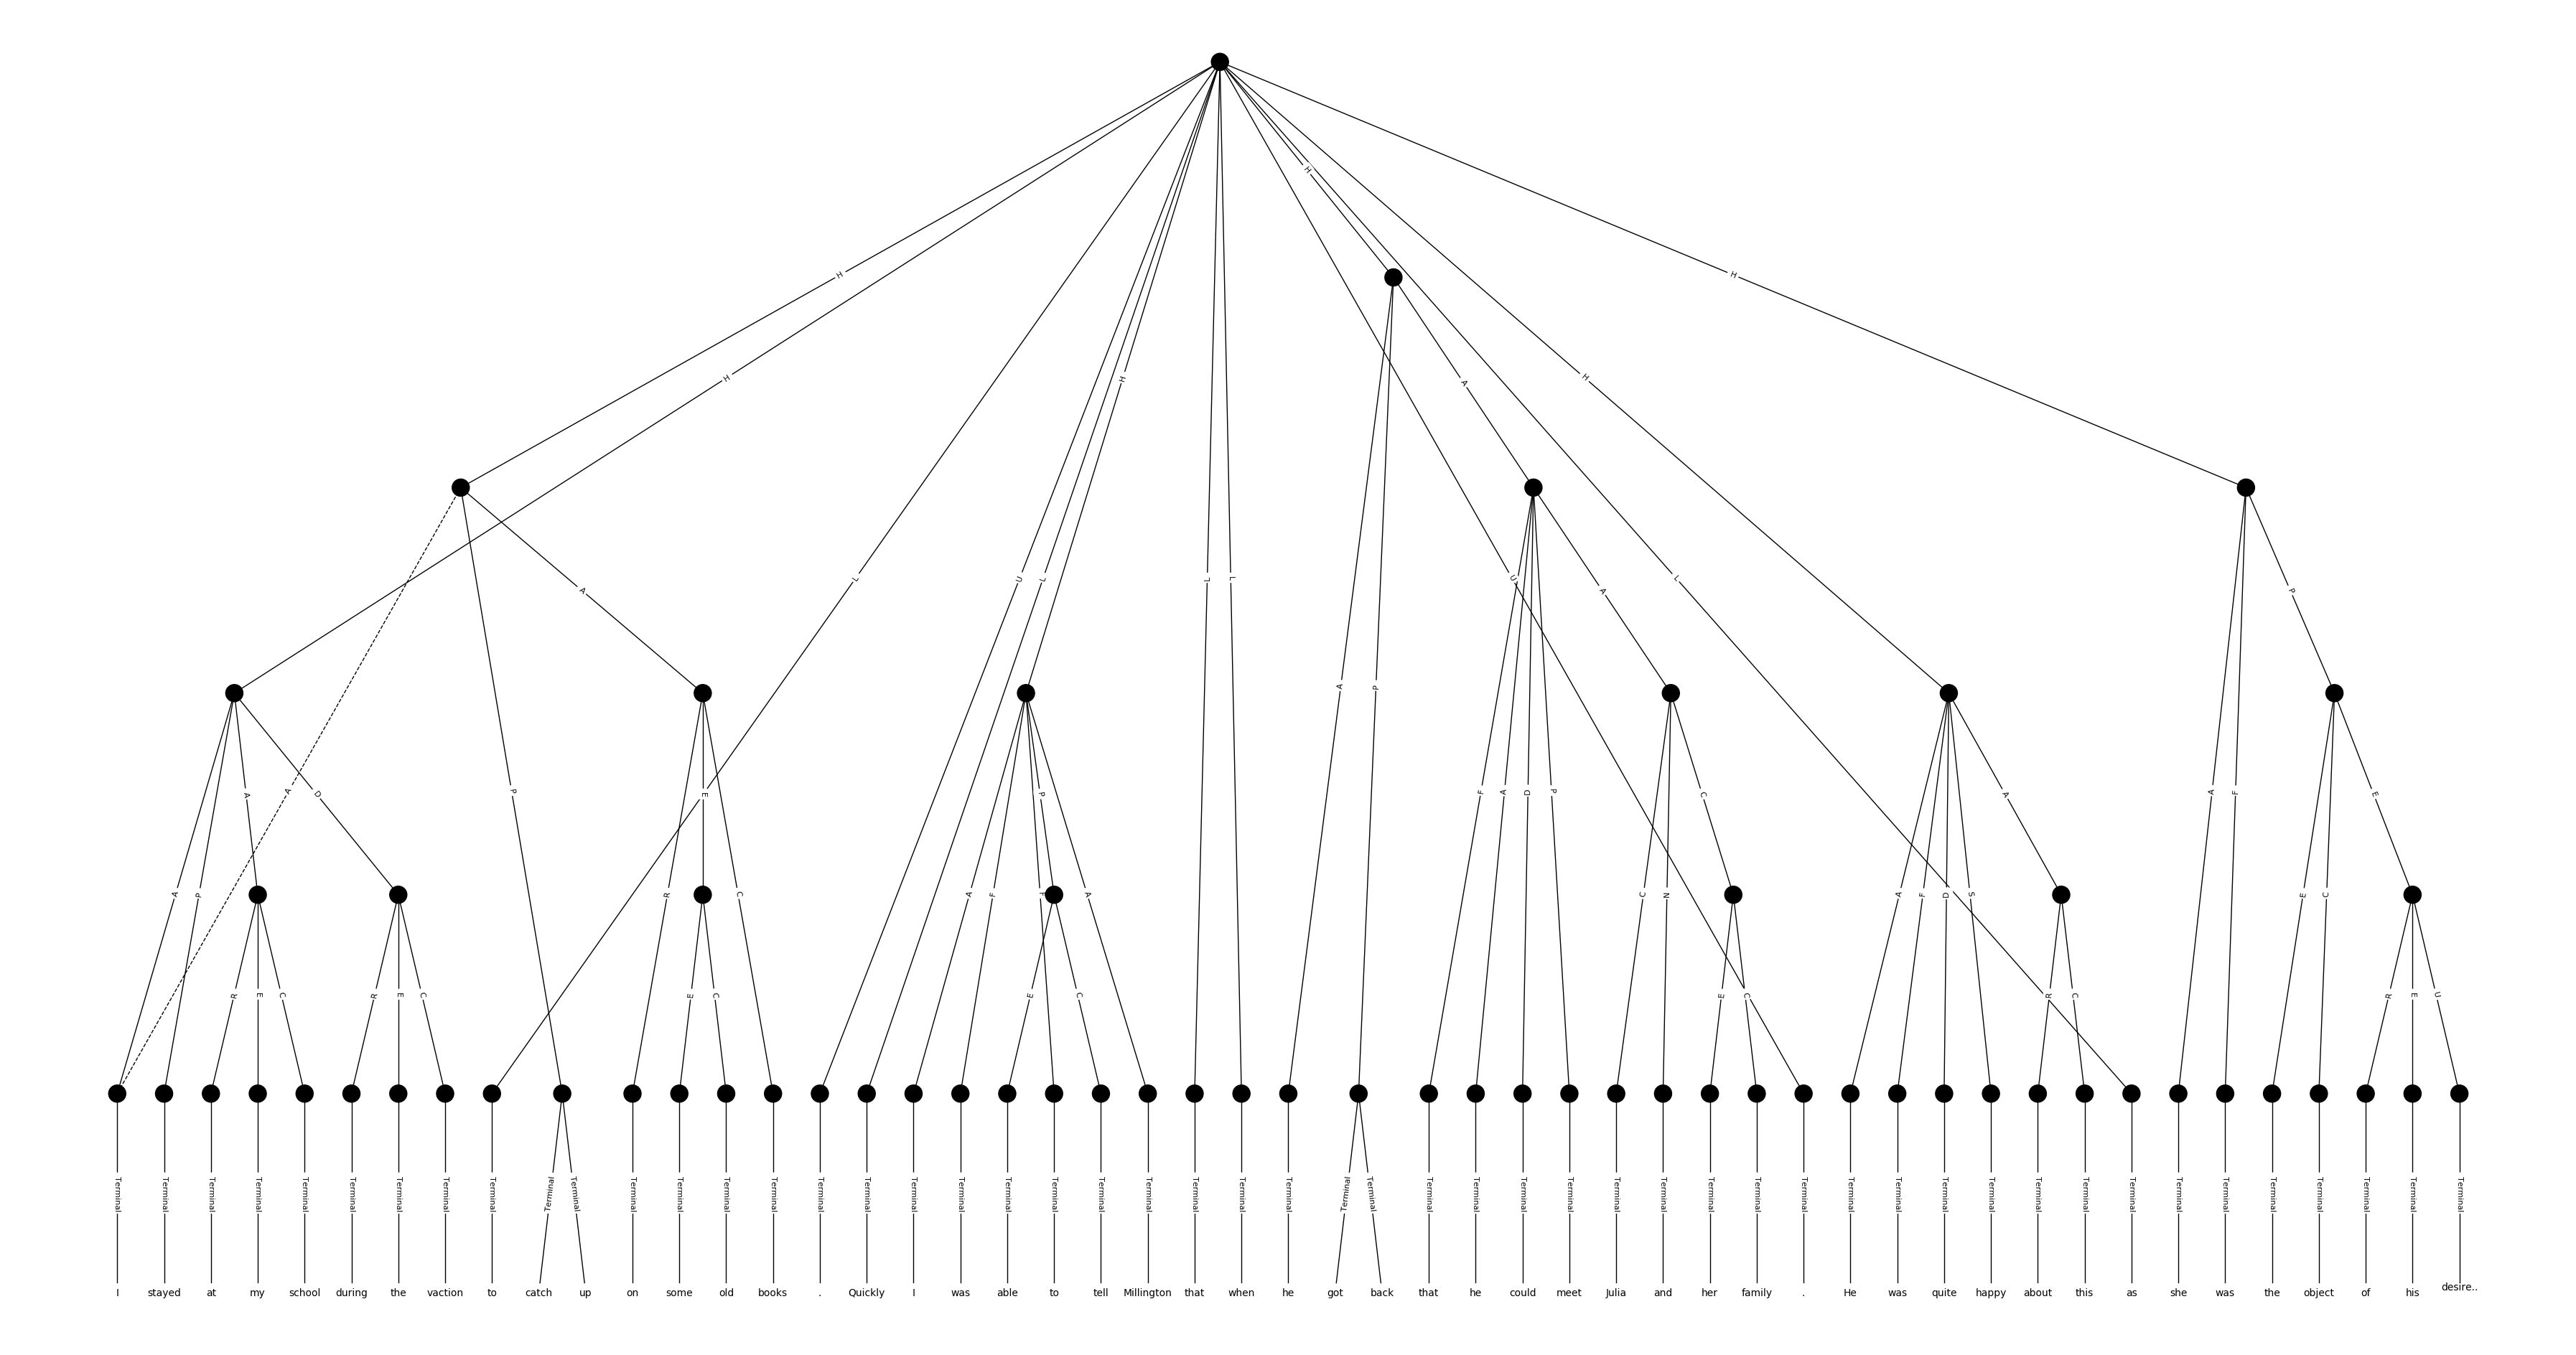 H
H
H
H
H
L
U
L
H
L
L
U
L
H
A
A
A
P
P
A
P
A
D
A
P
E
A
F
A
D
P
C
A
E
A
P
R
C
A
F
F
A
C
N
A
F
D
S
E
C
R
E
C
R
E
C
E
C
E
C
E
C
R
C
R
E
U
Terminal Terminal Terminal Terminal Terminal Terminal Terminal Terminal Terminal Terminal Terminal Terminal Terminal Terminal Terminal Terminal Terminal Terminal Terminal Terminal Terminal Terminal Terminal Terminal Terminal Terminal Terminal Terminal Terminal Terminal Terminal Terminal Terminal Terminal Terminal Terminal Terminal Terminal Terminal Terminal Terminal Terminal Terminal Terminal Terminal Terminal Terminal Terminal Terminal Terminal Terminal Terminal
I stayed at my school during the vaction to catch up on some old books . Quickly I was able to tell Millington that when he got back that he could meet Julia and her family . He was quite happy about this as she was the object of his desire..